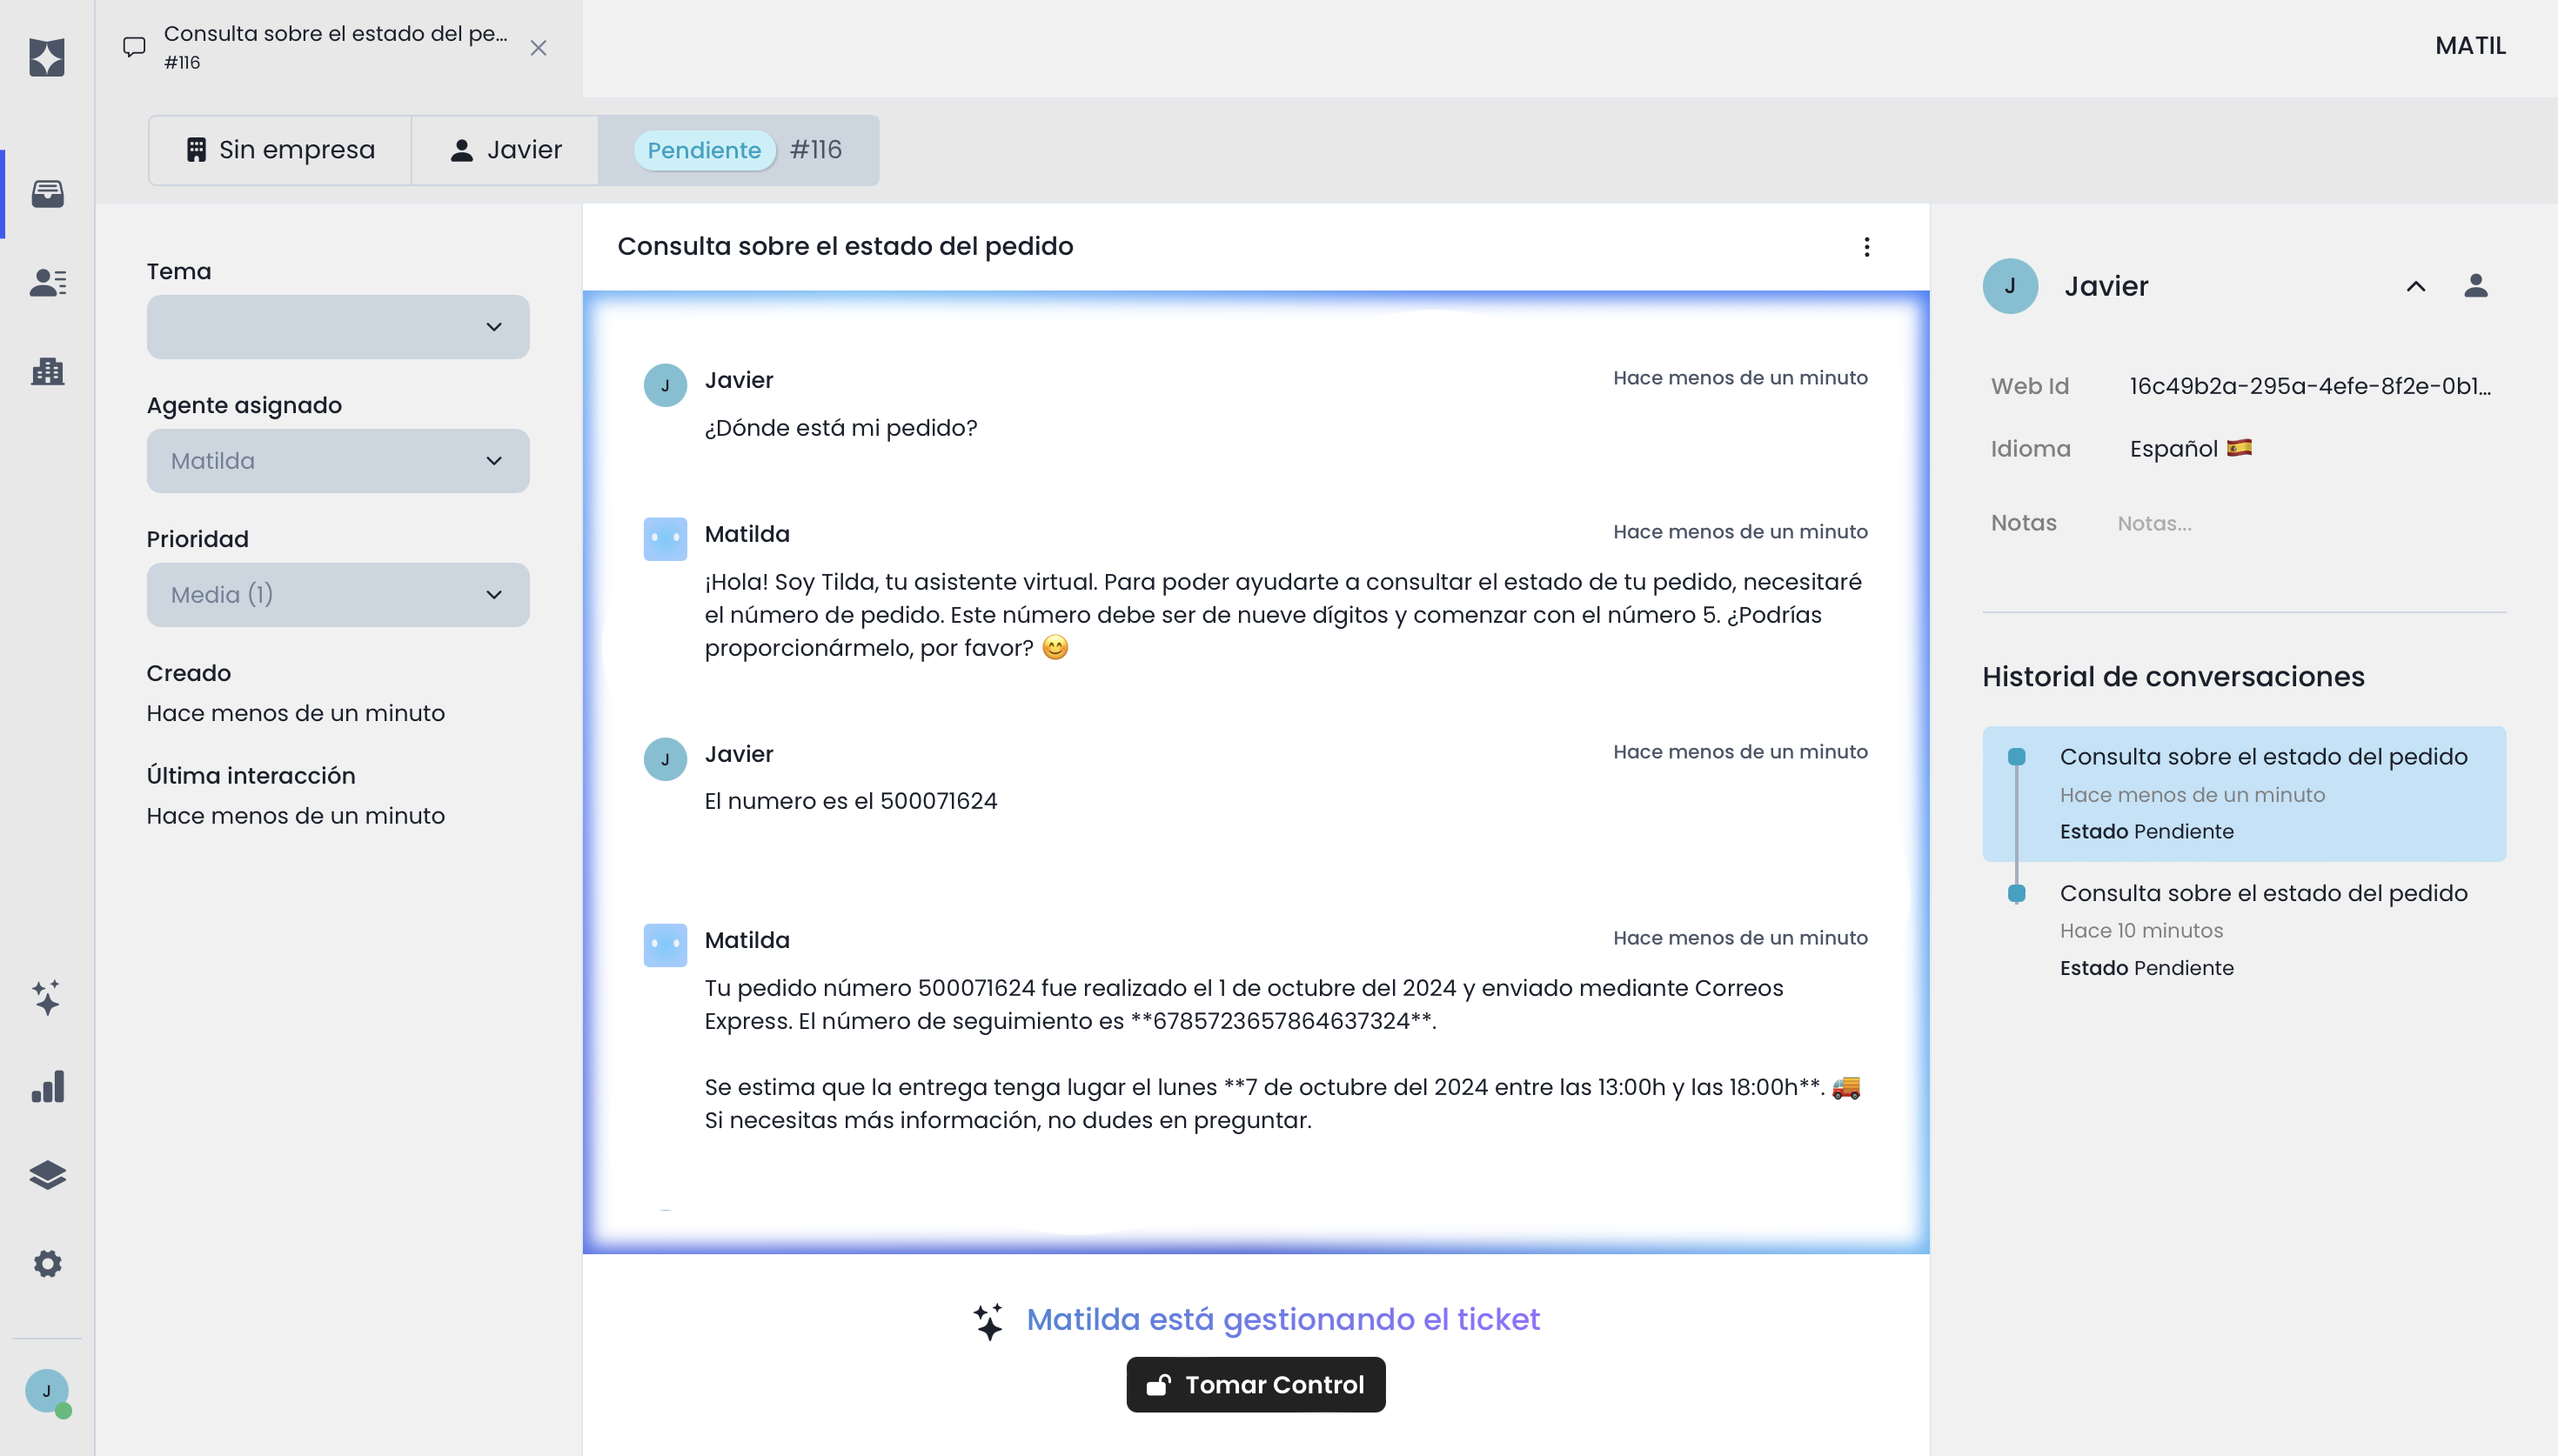 Consulta sobre el estado del pe...
#116
MATIL
Sin empresa
Javier
Pendiente #116
Tema
Agente asignado
Matilda
Prioridad
Media (1)
Creado
Hace menos de un minuto
Última interacción
Hace menos de un minuto
Consulta sobre el estado del pedido
J
Javier
Hace menos de un minuto
¿Dónde está mi pedido?
Matilda
Hace menos de un minuto
¡Hola! Soy Tilda, tu asistente virtual. Para poder ayudarte a consultar el estado de tu pedido, necesitaré
el número de pedido. Este número debe ser de nueve dígitos y comenzar con el número 5. ¿Podrías
proporcionármelo, por favor? 😊
J
Javier
Hace menos de un minuto
El numero es el 500071624
Matilda
Hace menos de un minuto
Tu pedido número 500071624 fue realizado el 1 de octubre del 2024 y enviado mediante Correos
Express. El número de seguimiento es **6785723657864637324**.
Se estima que la entrega tenga lugar el lunes **7 de octubre del 2024 entre las 13:00h y las 18:00h**. 🚚
Si necesitas más información, no dudes en preguntar.
Matilda está gestionando el ticket
Tomar Control
J
Javier
Web Id
16c49b2a-295a-4efe-8f2e-0b1...
Idioma
Español 🇪🇸
Notas
Notas...
Historial de conversaciones
Consulta sobre el estado del pedido
Hace menos de un minuto
Estado Pendiente
Consulta sobre el estado del pedido
Hace 10 minutos
Estado Pendiente
J